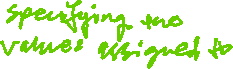 specifying two
values assigned to